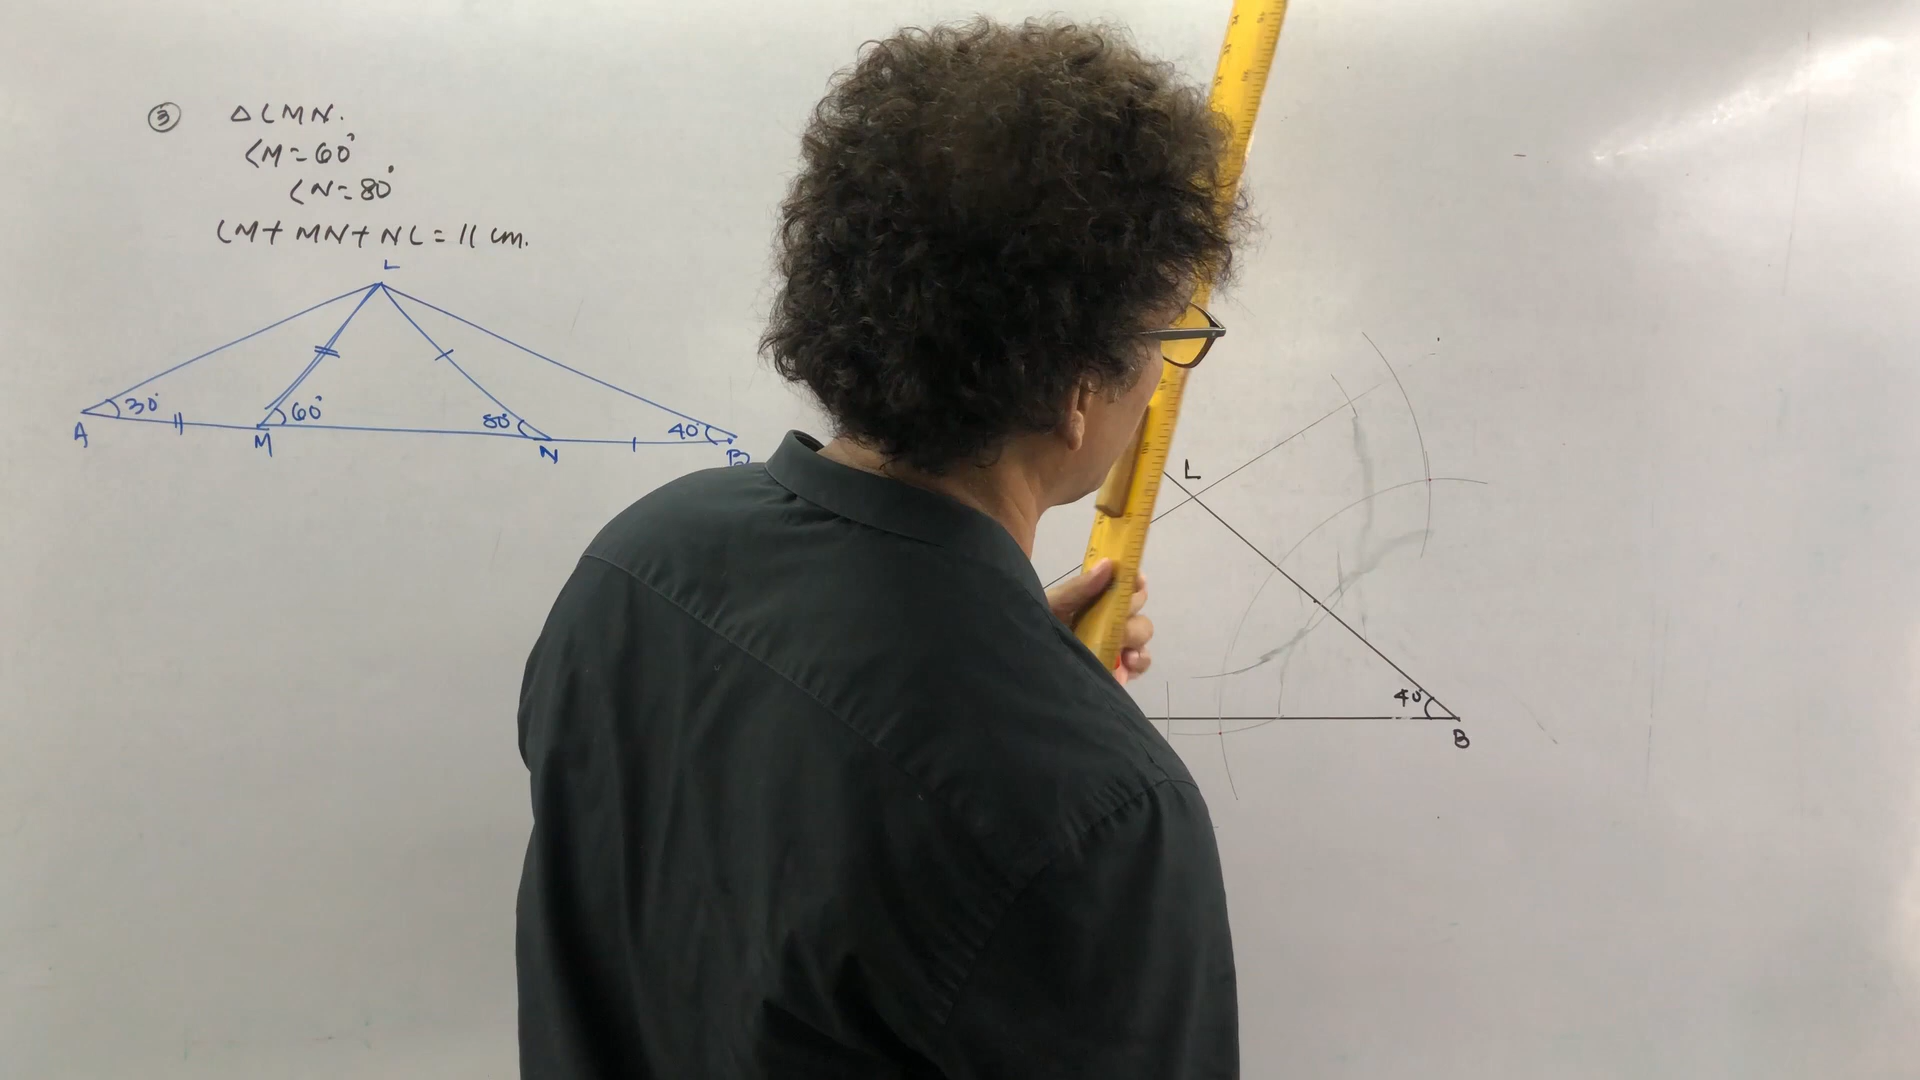 ③ △LMN.
∠M=60°
∠N=80°
LM+MN+NL=11 cm.
L
30° 60° 80° 40°
A M N B
L
40°
B